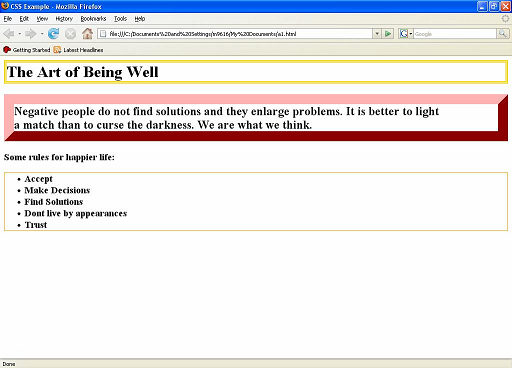 CSS Example - Mozilla Firefox
File Edit View History Bookmarks Tools Help
file:///C:/Documents%20and%20Settings/n9616/My%20Documents/a1.html
Google
Getting Started Latest Headlines
The Art of Being Well
Negative people do not find solutions and they enlarge problems. It is better to light
a match than to curse the darkness. We are what we think.
Some rules for happier life:
• Accept
• Make Decisions
• Find Solutions
• Dont live by appearances
• Trust
Done